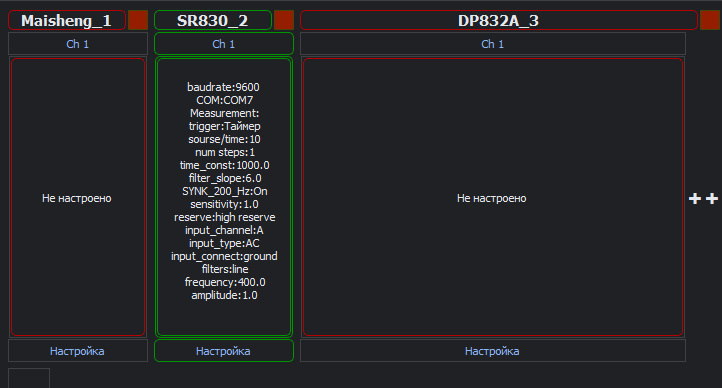 Maisheng_1
SR830_2
DP832A_3
Ch 1
Ch 1
Ch 1
Не настроено
baudrate:9600
COM:COM7
Measurement:
trigger:Таймер
sourse/time:10
num steps:1
time_const:1000.0
filter_slope:6.0
SYNK_200_Hz:On
sensitivity:1.0
reserve:high reserve
input_channel:A
input_type:AC
input_connect:ground
filters:line
frequency:400.0
amplitude:1.0
Не настроено
++
Настройка
Настройка
Настройка